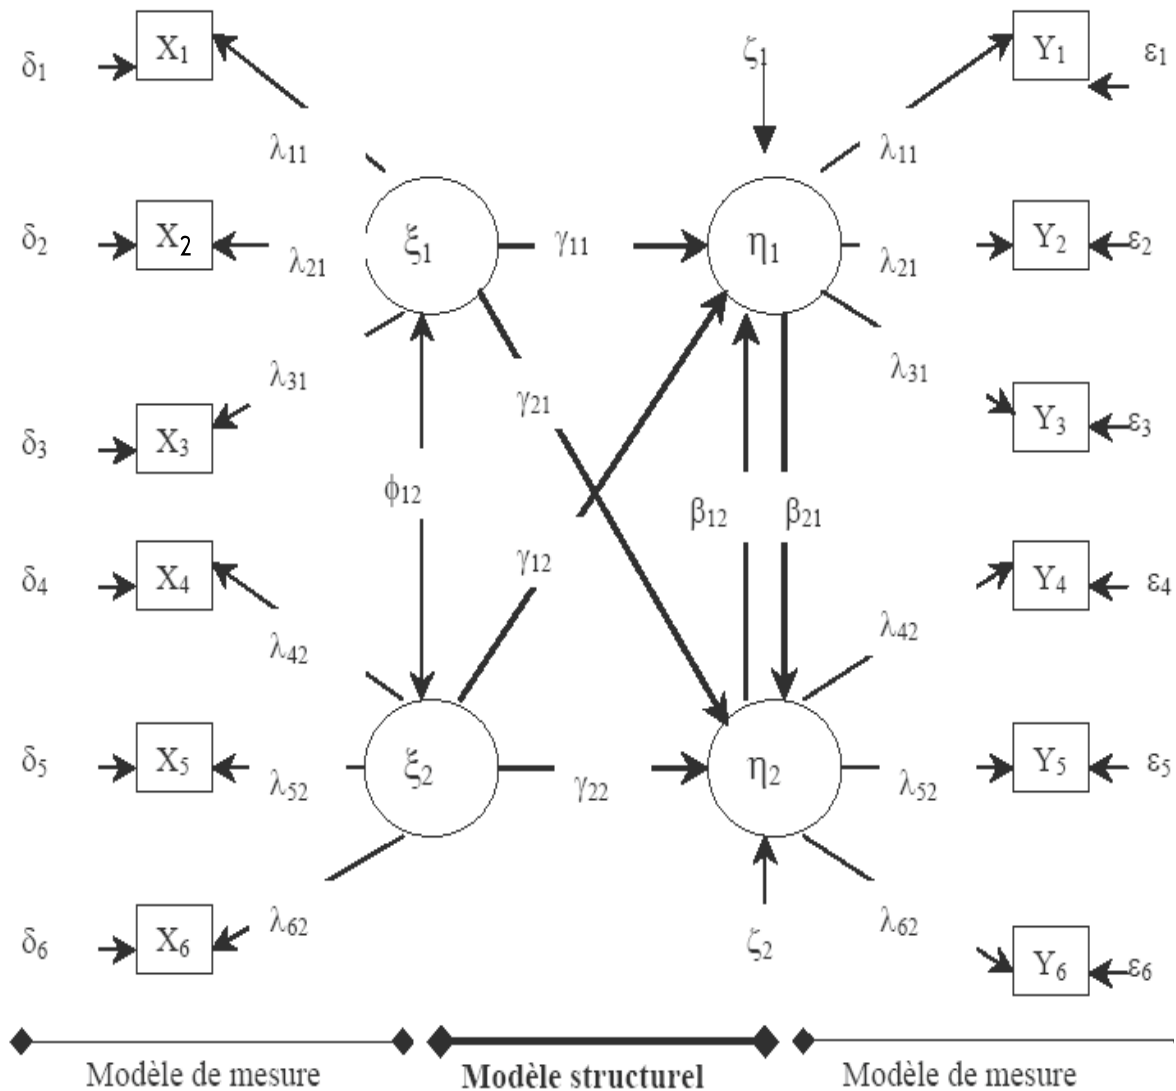 δ₁ X₁ ζ₁ Y₁ ε₁
λ₁₁ λ₁₁
δ₂ X₂ λ₂₁ ξ₁ γ₁₁ η₁ λ₂₁ Y₂ ε₂
λ₃₁ λ₃₁
γ₂₁
δ₃ X₃ Y₃ ε₃
ϕ₁₂ β₁₂ β₂₁
γ₁₂
δ₄ X₄ Y₄ ε₄
λ₄₂ λ₄₂
δ₅ X₅ λ₅₂ ξ₂ γ₂₂ η₂ λ₅₂ Y₅ ε₅
λ₆₂ λ₆₂
δ₆ X₆ ζ₂ Y₆ ε₆
Modèle de mesure Modèle structurel Modèle de mesure